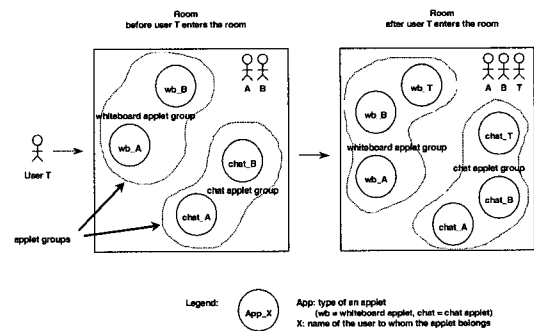 Room
before user T enters the room
Room
after user T enters the room
wb_B
A B
whiteboard applet group
wb_A
chat_B
chat applet group
chat_A
User T
applet groups
wb_T
A B T
wb_B
chat_T
whiteboard applet group
chat applet group
wb_A
chat_B
chat_A
Legend:
App_X
App: type of an applet
(wb = whiteboard applet, chat = chat applet)
X: name of the user to whom the applet belongs